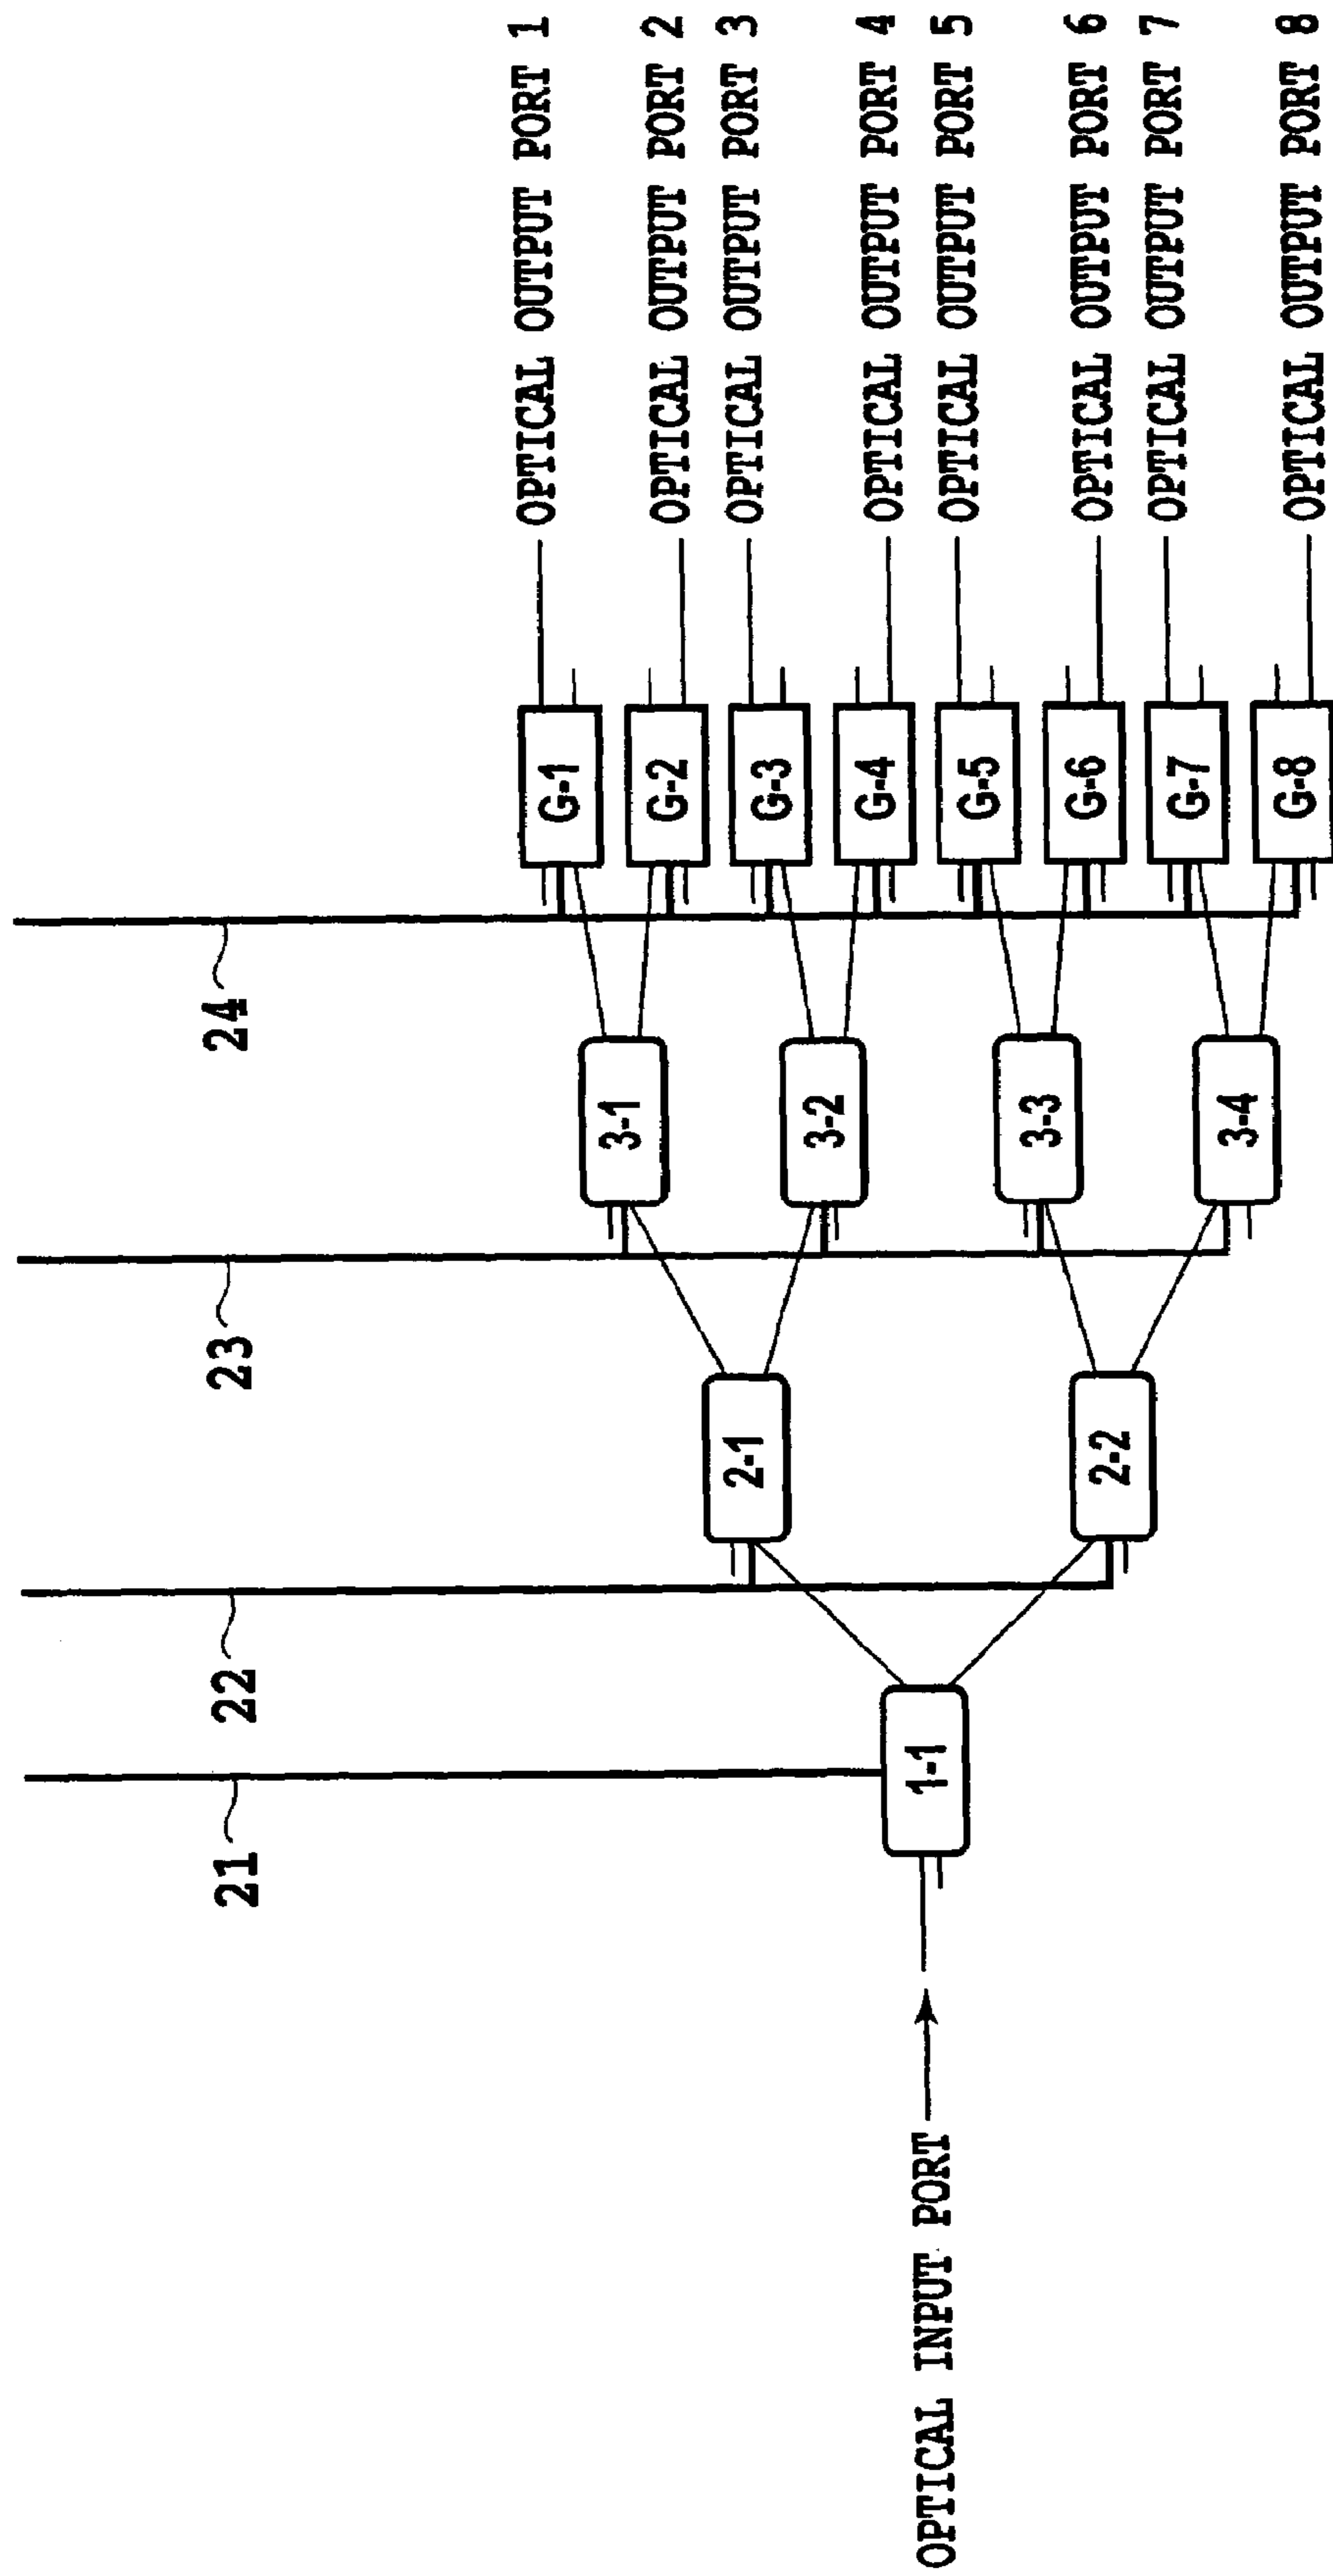 OPTICAL INPUT PORT
21
22
23
24
1-1
2-1
2-2
3-1
3-2
3-3
3-4
G-1
G-2
G-3
G-4
G-5
G-6
G-7
G-8
OPTICAL OUTPUT PORT 1
OPTICAL OUTPUT PORT 2
OPTICAL OUTPUT PORT 3
OPTICAL OUTPUT PORT 4
OPTICAL OUTPUT PORT 5
OPTICAL OUTPUT PORT 6
OPTICAL OUTPUT PORT 7
OPTICAL OUTPUT PORT 8